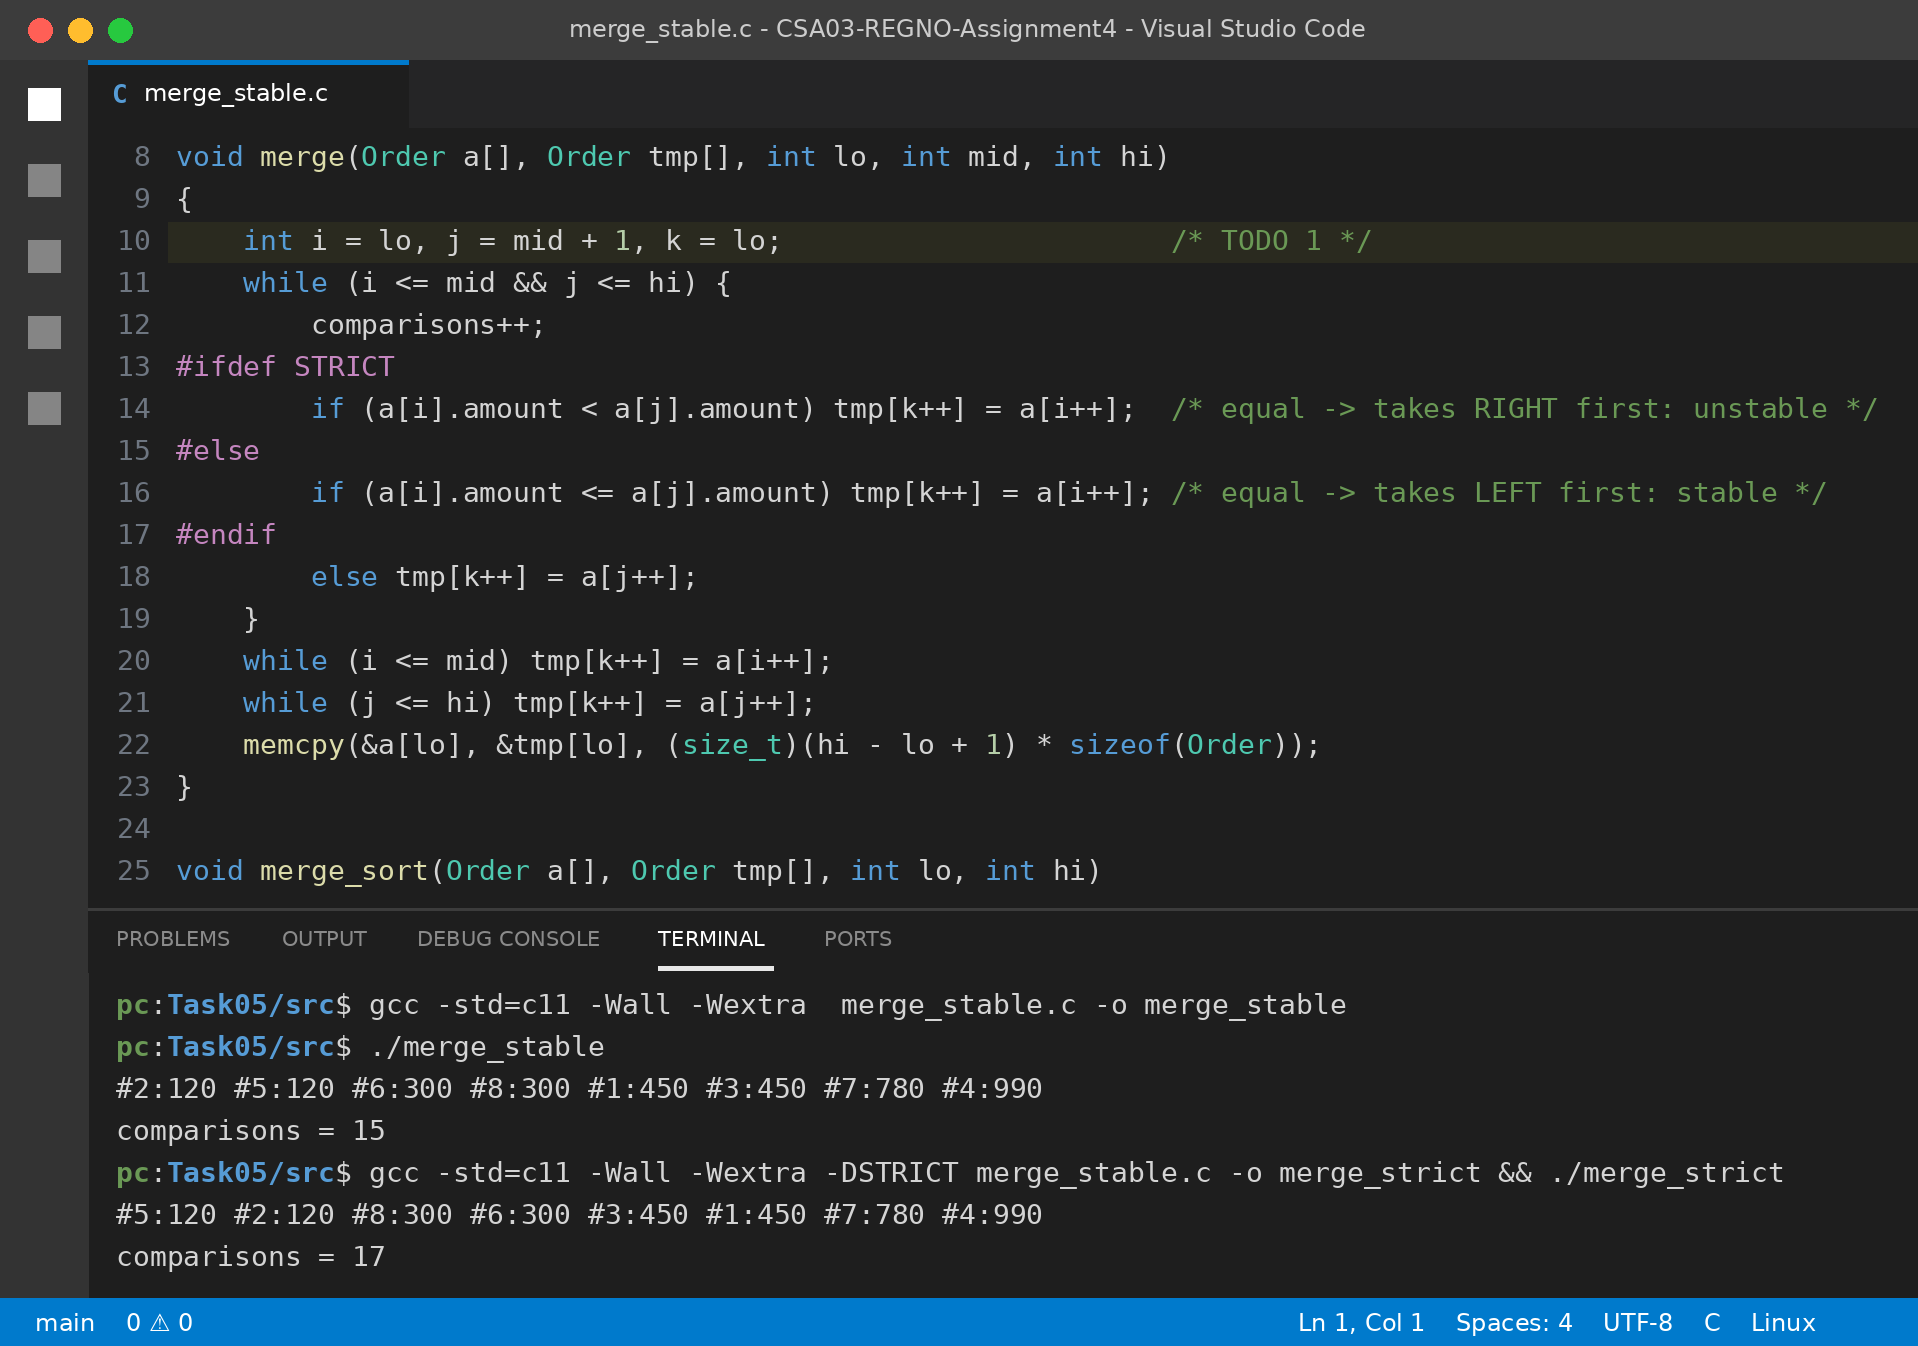 merge_stable.c - CSA03-REGNO-Assignment4 - Visual Studio Code
C merge_stable.c
8 void merge(Order a[], Order tmp[], int lo, int mid, int hi)
9 {
10     int i = lo, j = mid + 1, k = lo;                       /* TODO 1 */
11     while (i <= mid && j <= hi) {
12         comparisons++;
13 #ifdef STRICT
14         if (a[i].amount < a[j].amount) tmp[k++] = a[i++];  /* equal -> takes RIGHT first: unstable */
15 #else
16         if (a[i].amount <= a[j].amount) tmp[k++] = a[i++]; /* equal -> takes LEFT first: stable */
17 #endif
18         else tmp[k++] = a[j++];
19     }
20     while (i <= mid) tmp[k++] = a[i++];
21     while (j <= hi) tmp[k++] = a[j++];
22     memcpy(&a[lo], &tmp[lo], (size_t)(hi - lo + 1) * sizeof(Order));
23 }
24
25 void merge_sort(Order a[], Order tmp[], int lo, int hi)
PROBLEMS OUTPUT DEBUG CONSOLE TERMINAL PORTS
pc:Task05/src$ gcc -std=c11 -Wall -Wextra  merge_stable.c -o merge_stable
pc:Task05/src$ ./merge_stable
#2:120 #5:120 #6:300 #8:300 #1:450 #3:450 #7:780 #4:990
comparisons = 15
pc:Task05/src$ gcc -std=c11 -Wall -Wextra -DSTRICT merge_stable.c -o merge_strict && ./merge_strict
#5:120 #2:120 #8:300 #6:300 #3:450 #1:450 #7:780 #4:990
comparisons = 17
main 0 ⚠ 0 Ln 1, Col 1 Spaces: 4 UTF-8 C Linux